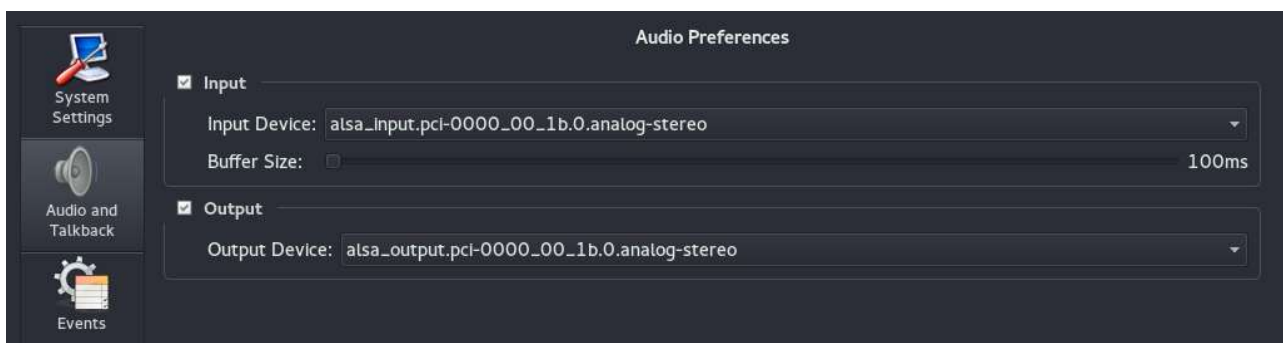 Audio Preferences
System
Settings
Input
Input Device: alsa_input.pci-0000_00_1b.0.analog-stereo
Buffer Size: 100ms
Audio and
Talkback
Output
Output Device: alsa_output.pci-0000_00_1b.0.analog-stereo
Events